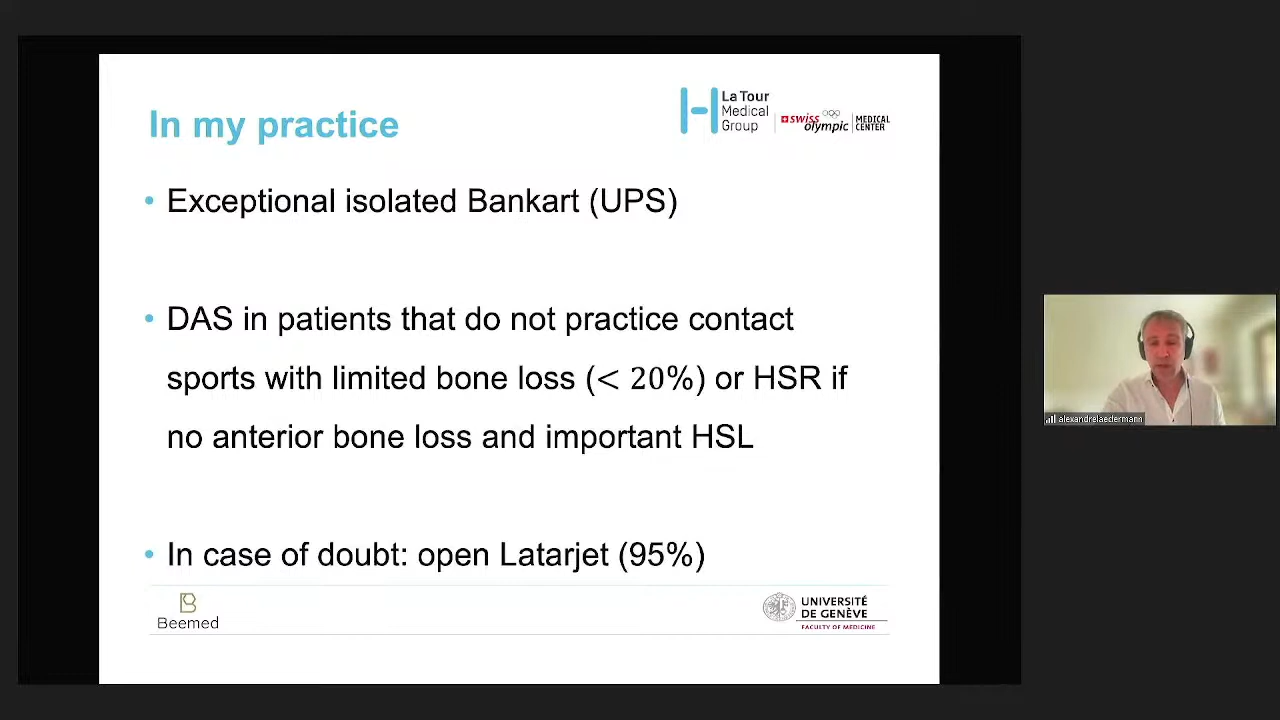 In my practice
La Tour
Medical
Group
swiss
olympic
MEDICAL
CENTER
• Exceptional isolated Bankart (UPS)
• DAS in patients that do not practice contact
sports with limited bone loss (< 20%) or HSR if
no anterior bone loss and important HSL
• In case of doubt: open Latarjet (95%)
Beemed
UNIVERSITÉ
DE GENÈVE
FACULTY OF MEDICINE
alexandrelaedermann